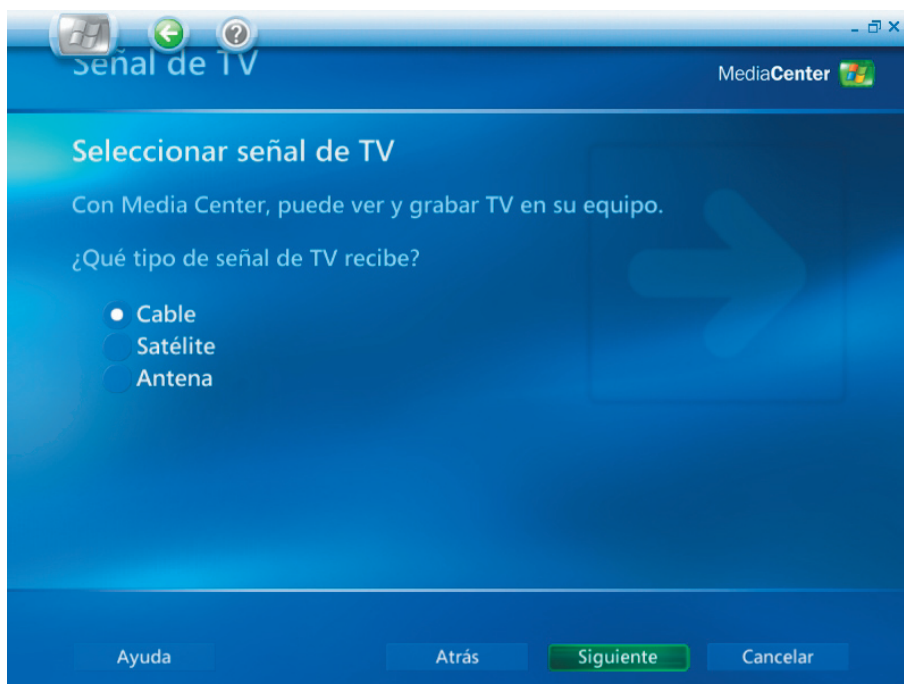 Señal de TV
MediaCenter
Seleccionar señal de TV
Con Media Center, puede ver y grabar TV en su equipo.
¿Qué tipo de señal de TV recibe?
Cable
Satélite
Antena
Ayuda
Atrás
Siguiente
Cancelar